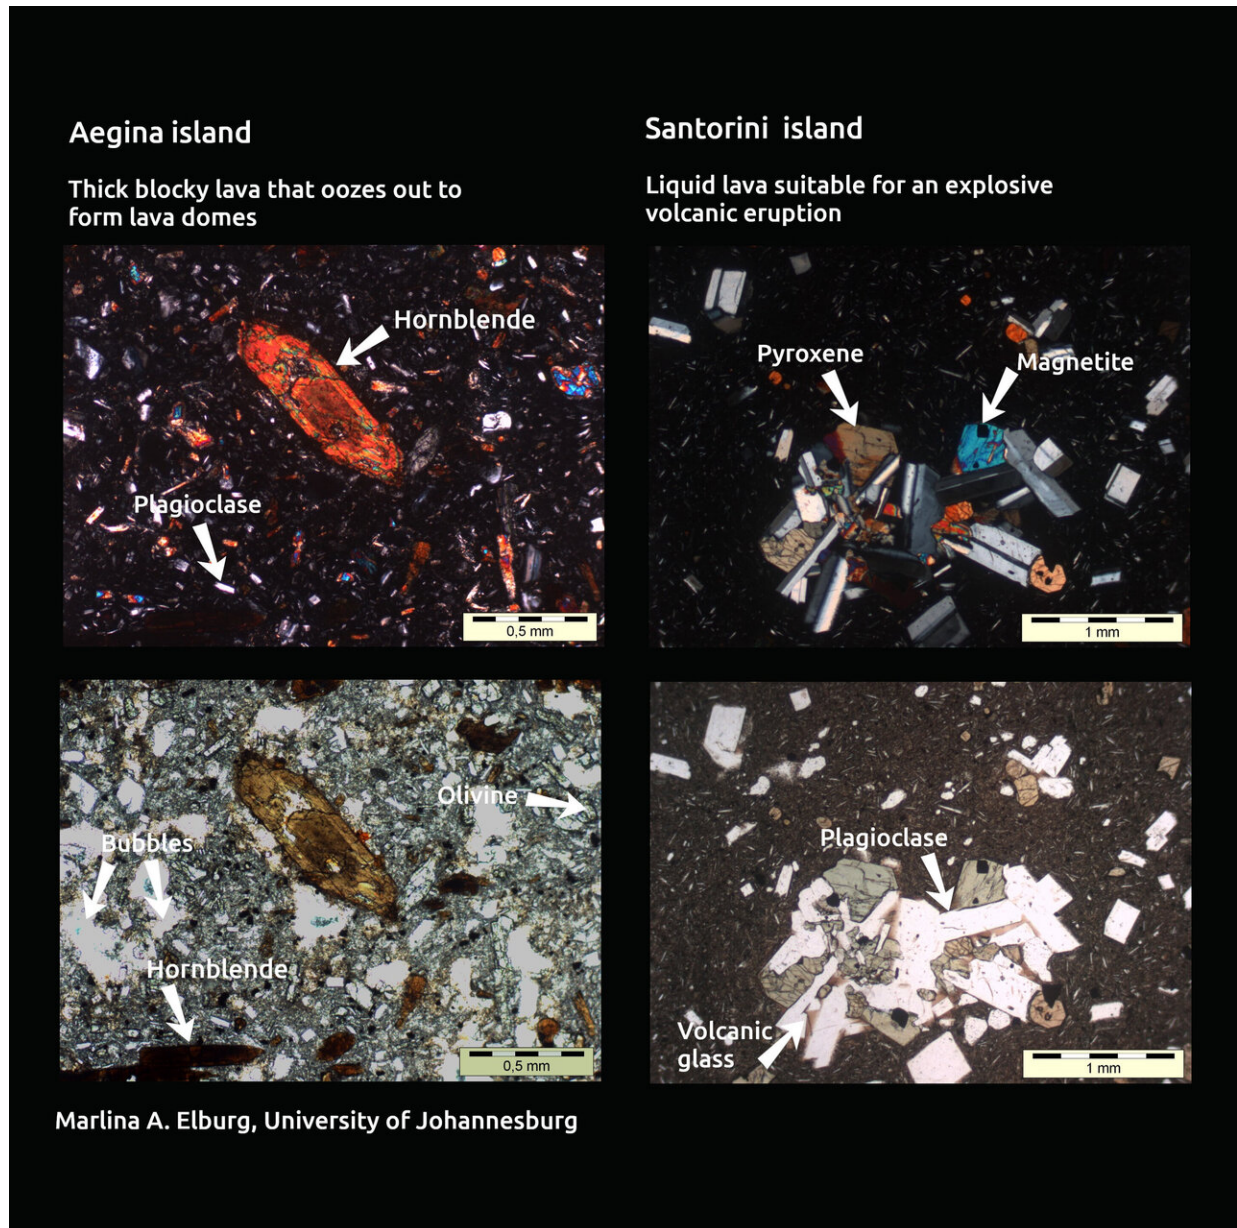 Aegina island
Thick blocky lava that oozes out to
form lava domes
Hornblende
Plagioclase
0,5 mm
Olivine
Bubbles
Hornblende
0,5 mm
Marlina A. Elburg, University of Johannesburg
Santorini island
Liquid lava suitable for an explosive
volcanic eruption
Pyroxene
Magnetite
1 mm
Plagioclase
Volcanic
glass
1 mm